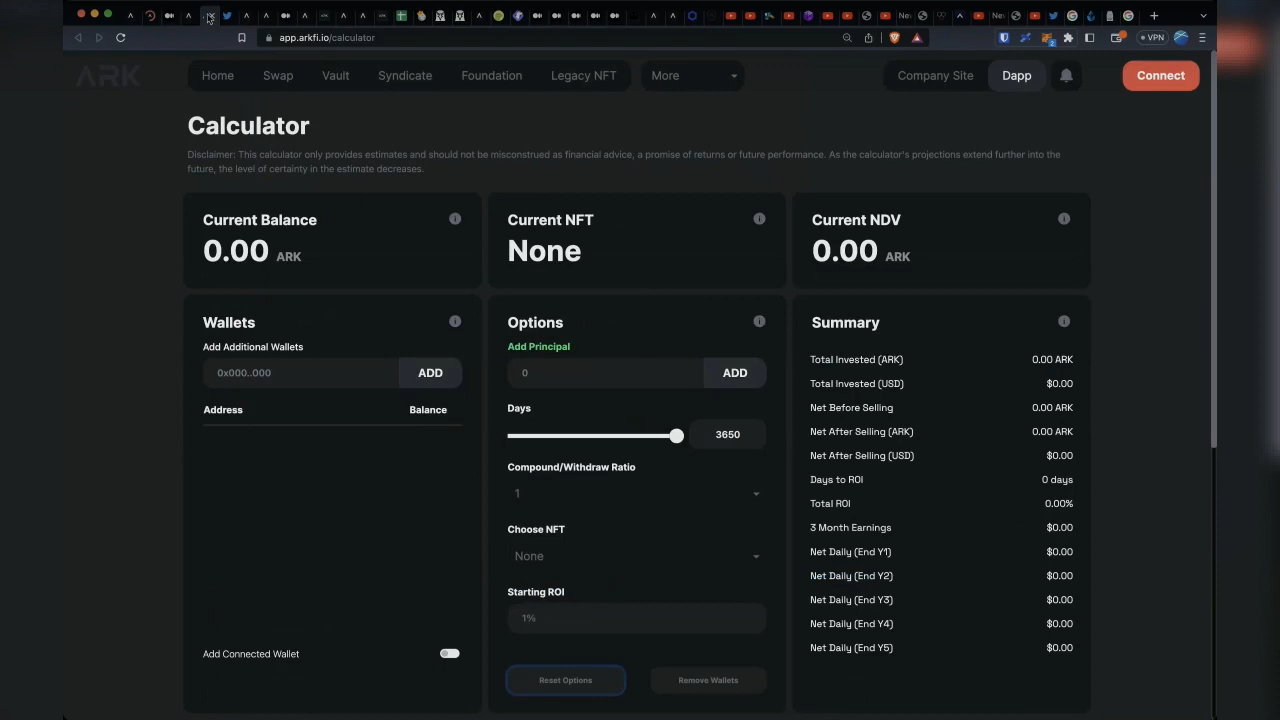 app.arkfi.io/calculator
VPN
ARK
Home
Swap
Vault
Syndicate
Foundation
Legacy NFT
More
Company Site
Dapp
Connect
Calculator
Disclaimer: This calculator only provides estimates and should not be misconstrued as financial advice, a promise of returns or future performance. As the calculator's projections extend further into the
future, the level of certainty in the estimate decreases.
Current Balance
0.00 ARK
Current NFT
None
Current NDV
0.00 ARK
Wallets
Add Additional Wallets
0x000..000
ADD
Address
Balance
Add Connected Wallet
Options
Add Principal
0
ADD
Days
3650
Compound/Withdraw Ratio
1
Choose NFT
None
Starting ROI
1%
Reset Options
Remove Wallets
Summary
Total Invested (ARK) 0.00 ARK
Total Invested (USD) $0.00
Net Before Selling 0.00 ARK
Net After Selling (ARK) 0.00 ARK
Net After Selling (USD) $0.00
Days to ROI 0 days
Total ROI 0.00%
3 Month Earnings $0.00
Net Daily (End Y1) $0.00
Net Daily (End Y2) $0.00
Net Daily (End Y3) $0.00
Net Daily (End Y4) $0.00
Net Daily (End Y5) $0.00